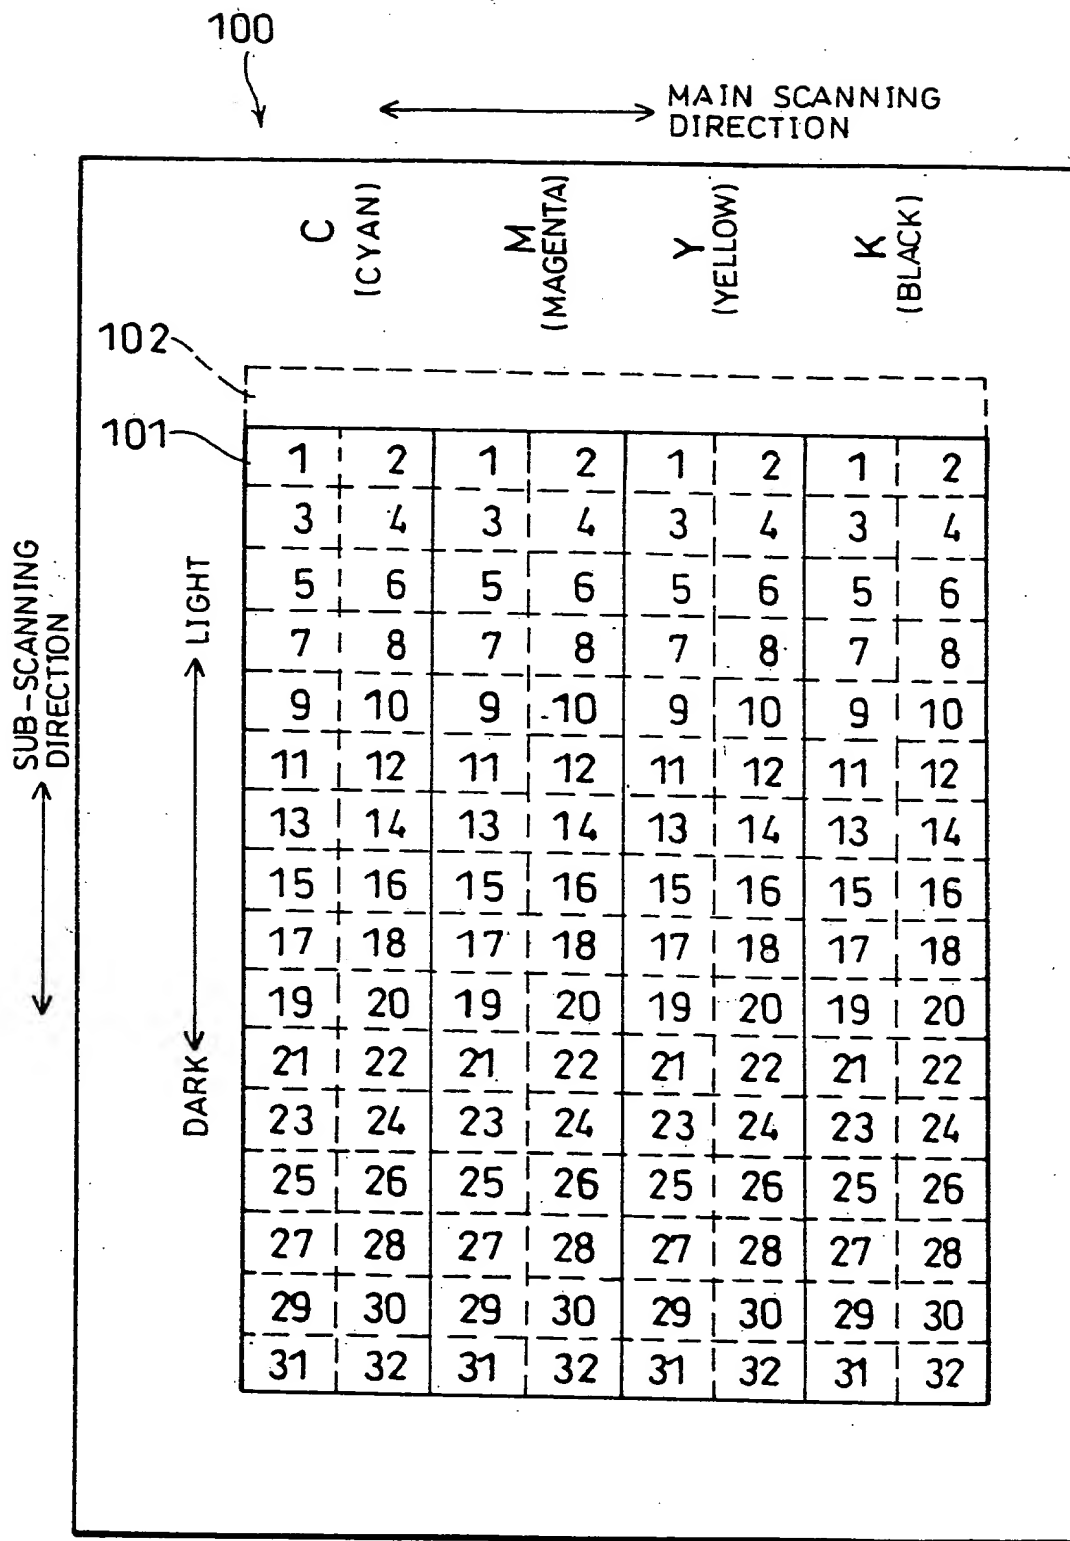 100
MAIN SCANNING
DIRECTION
C
(CYAN)
M
(MAGENTA)
Y
(YELLOW)
K
(BLACK)
102
101
SUB-SCANNING
DIRECTION
LIGHT
DARK
1 2 1 2 1 2 1 2
3 4 3 4 3 4 3 4
5 6 5 6 5 6 5 6
7 8 7 8 7 8 7 8
9 10 9 10 9 10 9 10
11 12 11 12 11 12 11 12
13 14 13 14 13 14 13 14
15 16 15 16 15 16 15 16
17 18 17 18 17 18 17 18
19 20 19 20 19 20 19 20
21 22 21 22 21 22 21 22
23 24 23 24 23 24 23 24
25 26 25 26 25 26 25 26
27 28 27 28 27 28 27 28
29 30 29 30 29 30 29 30
31 32 31 32 31 32 31 32